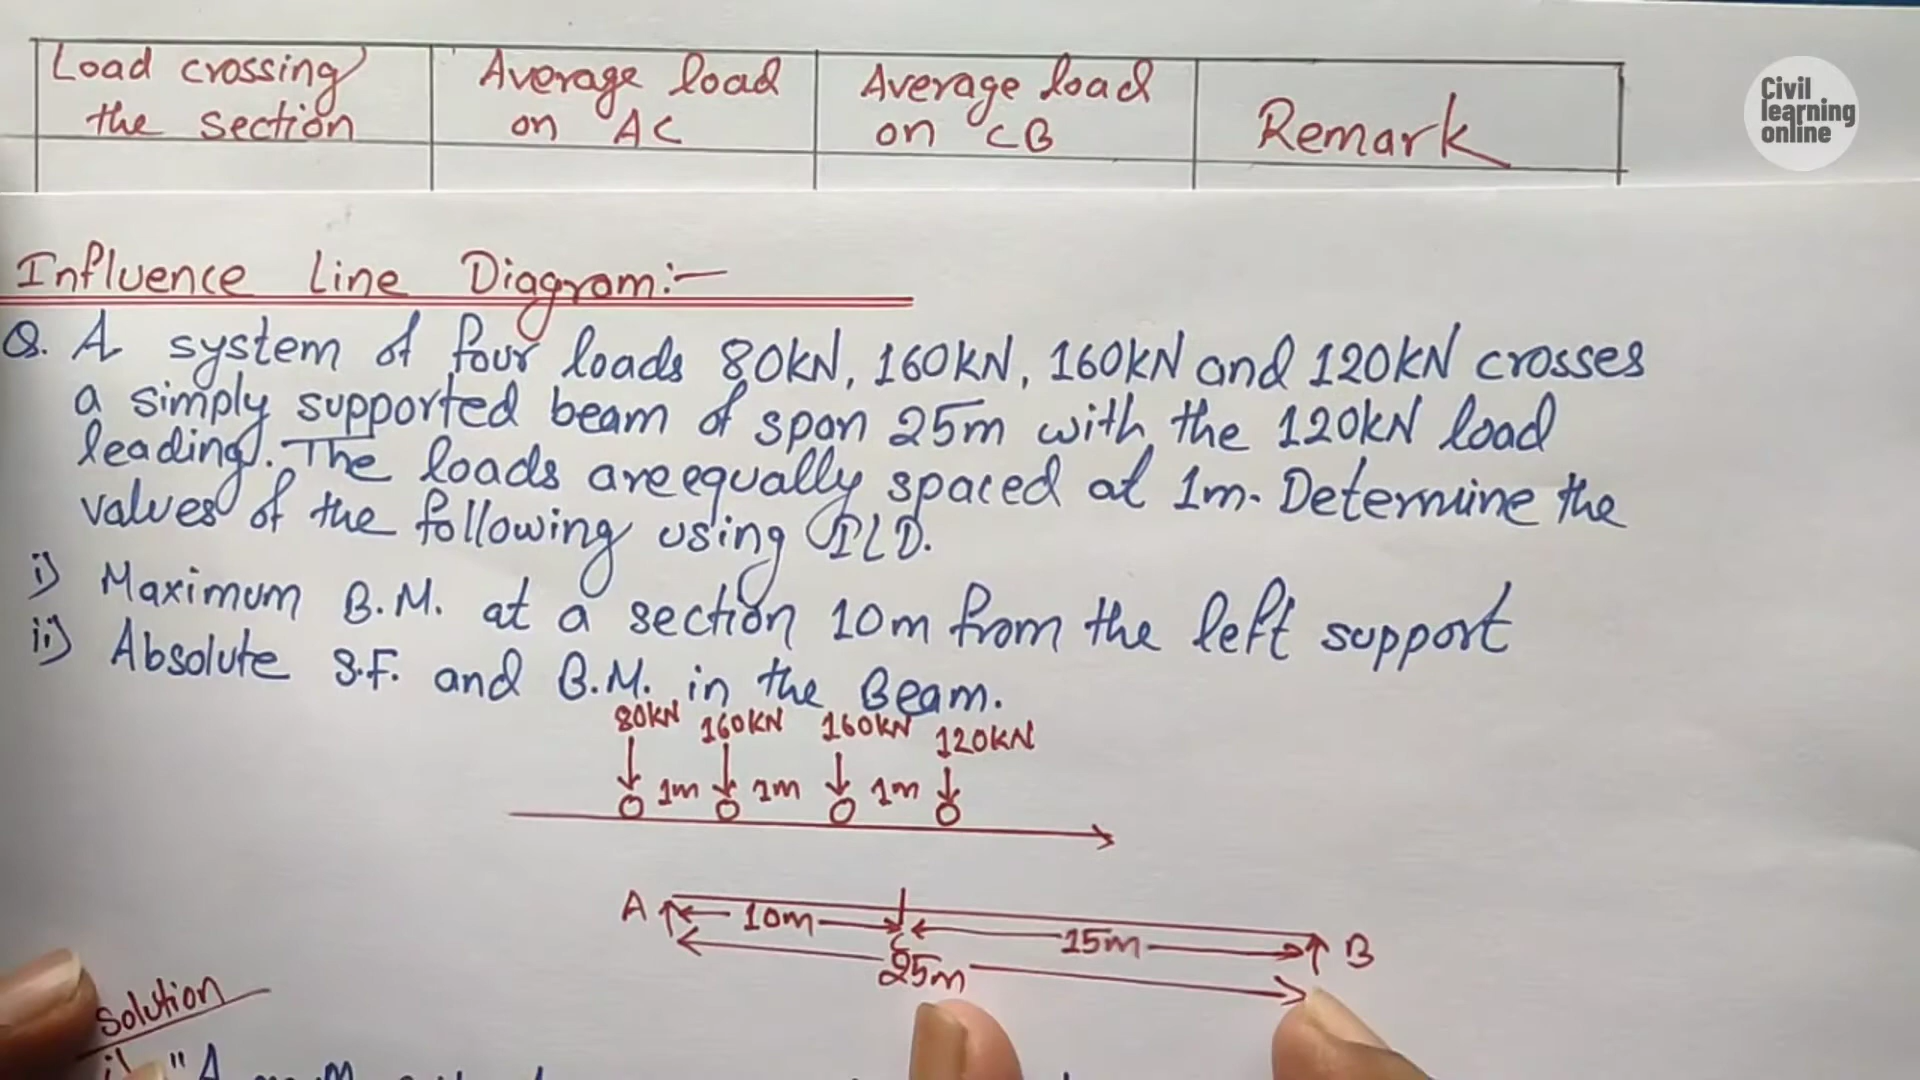 Load crossing
the section
Average load
on AC
Average load
on CB
Remark
Civil
learning
online
Influence Line Diagram:-
Q. A system of four loads 80kN, 160kN, 160kN and 120kN crosses
a simply supported beam of span 25m with the 120kN load
leading. The loads are equally spaced at 1m. Determine the
values of the following using ILD.
i) Maximum B.M. at a section 10m from the left support
ii) Absolute S.F. and B.M. in the Beam.
80kN 160kN 160kN 120kN
1m 1m 1m
A 10m C 15m B
25m
Solution
i) "A